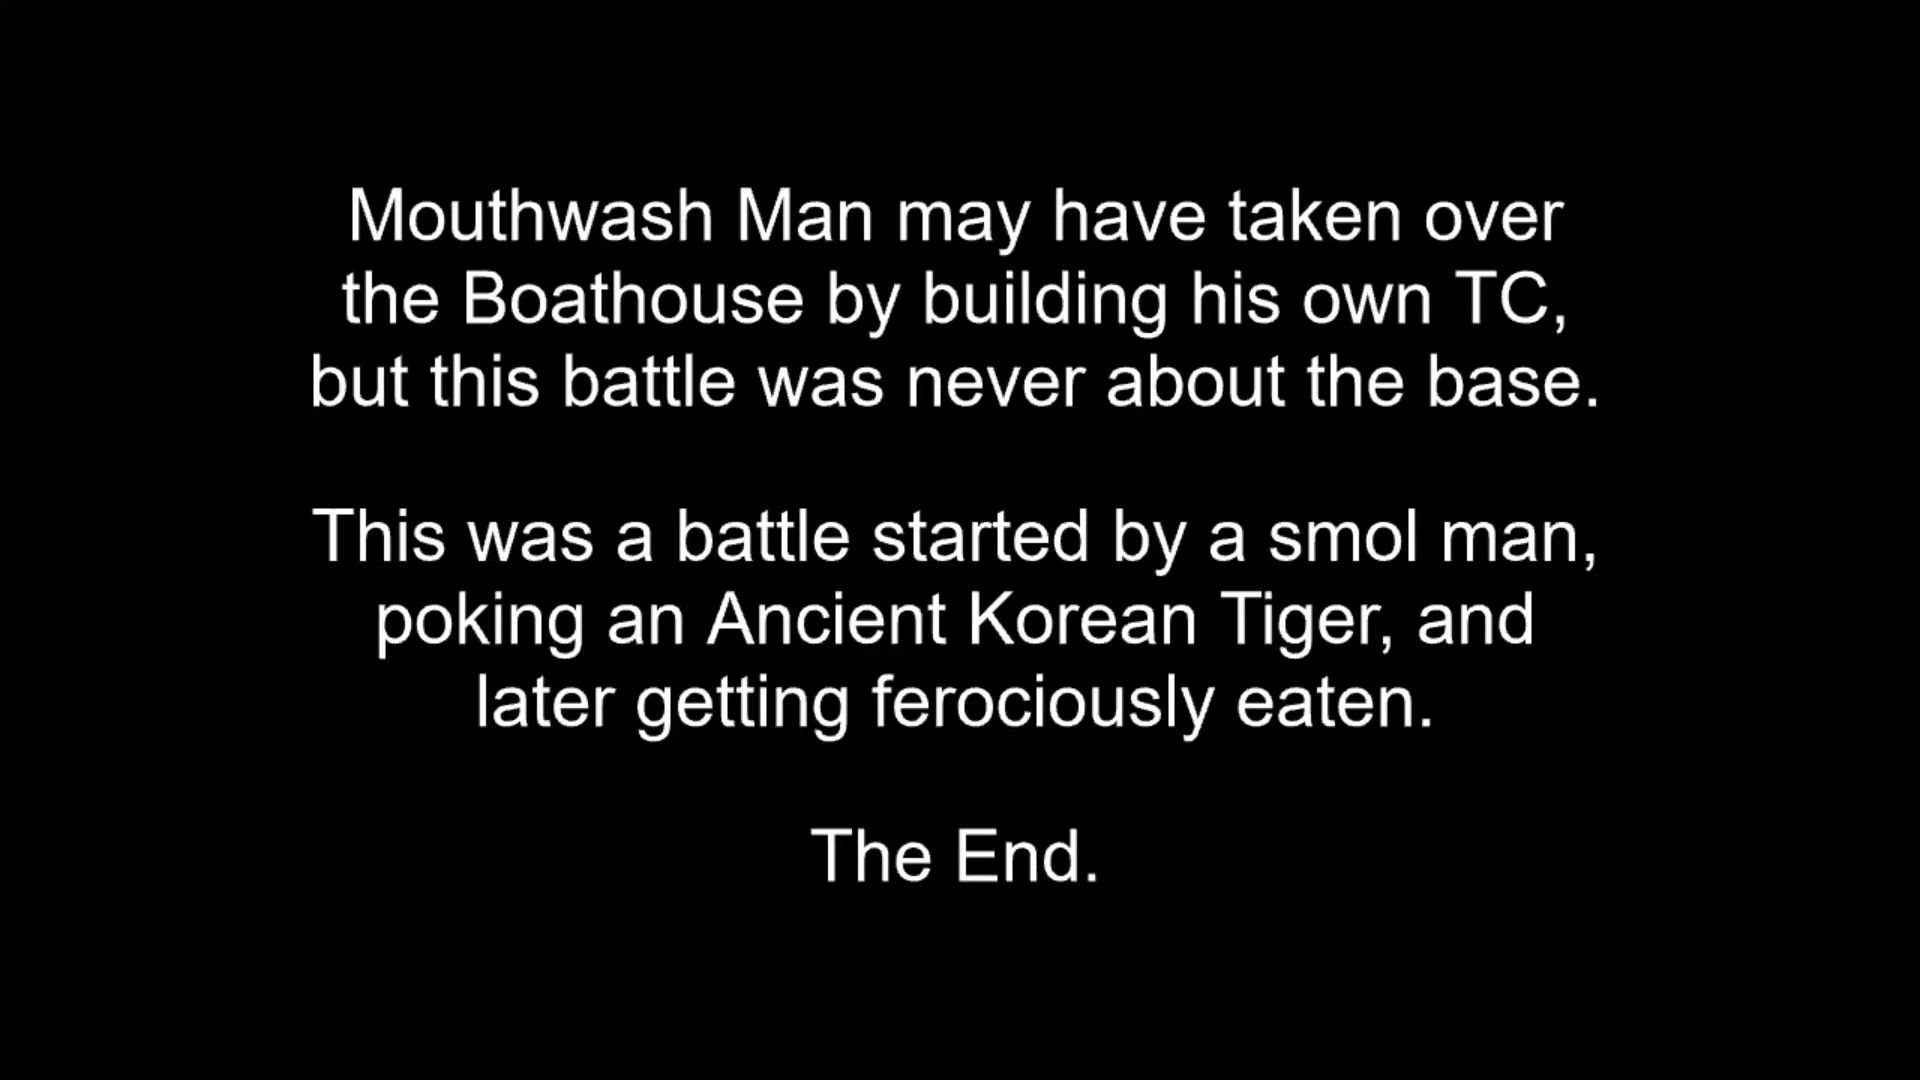 Mouthwash Man may have taken over
the Boathouse by building his own TC,
but this battle was never about the base.
This was a battle started by a smol man,
poking an Ancient Korean Tiger, and
later getting ferociously eaten.
The End.